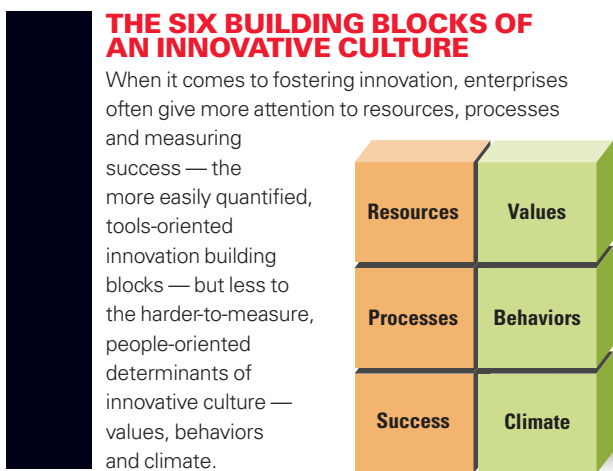 THE SIX BUILDING BLOCKS OF
AN INNOVATIVE CULTURE
When it comes to fostering innovation, enterprises
often give more attention to resources, processes
and measuring
success — the
more easily quantified,
tools-oriented
innovation building
blocks — but less to
the harder-to-measure,
people-oriented
determinants of
innovative culture —
values, behaviors
and climate.
Resources Values
Processes Behaviors
Success Climate